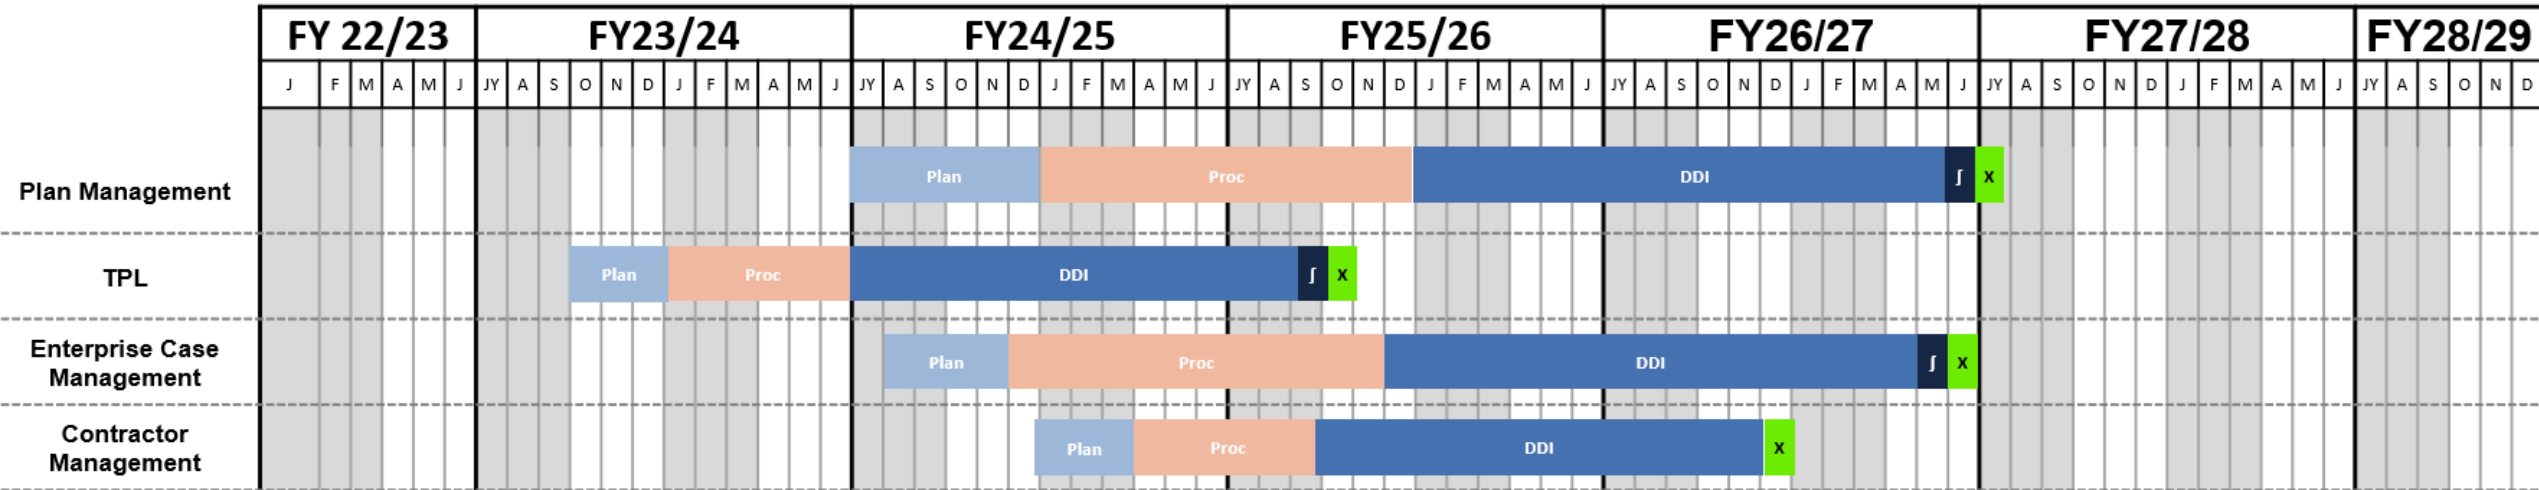 FY 22/23 FY23/24 FY24/25 FY25/26 FY26/27 FY27/28 FY28/29
J F M A M J JY A S O N D J F M A M J JY A S O N D J F M A M J JY A S O N D J F M A M J JY A S O N D J F M A M J JY A S O N D J F M A M J JY A S O N D
Plan Management Plan Proc DDI ʃ X
TPL Plan Proc DDI ʃ X
Enterprise Case
Management Plan Proc DDI ʃ X
Contractor
Management Plan Proc DDI X